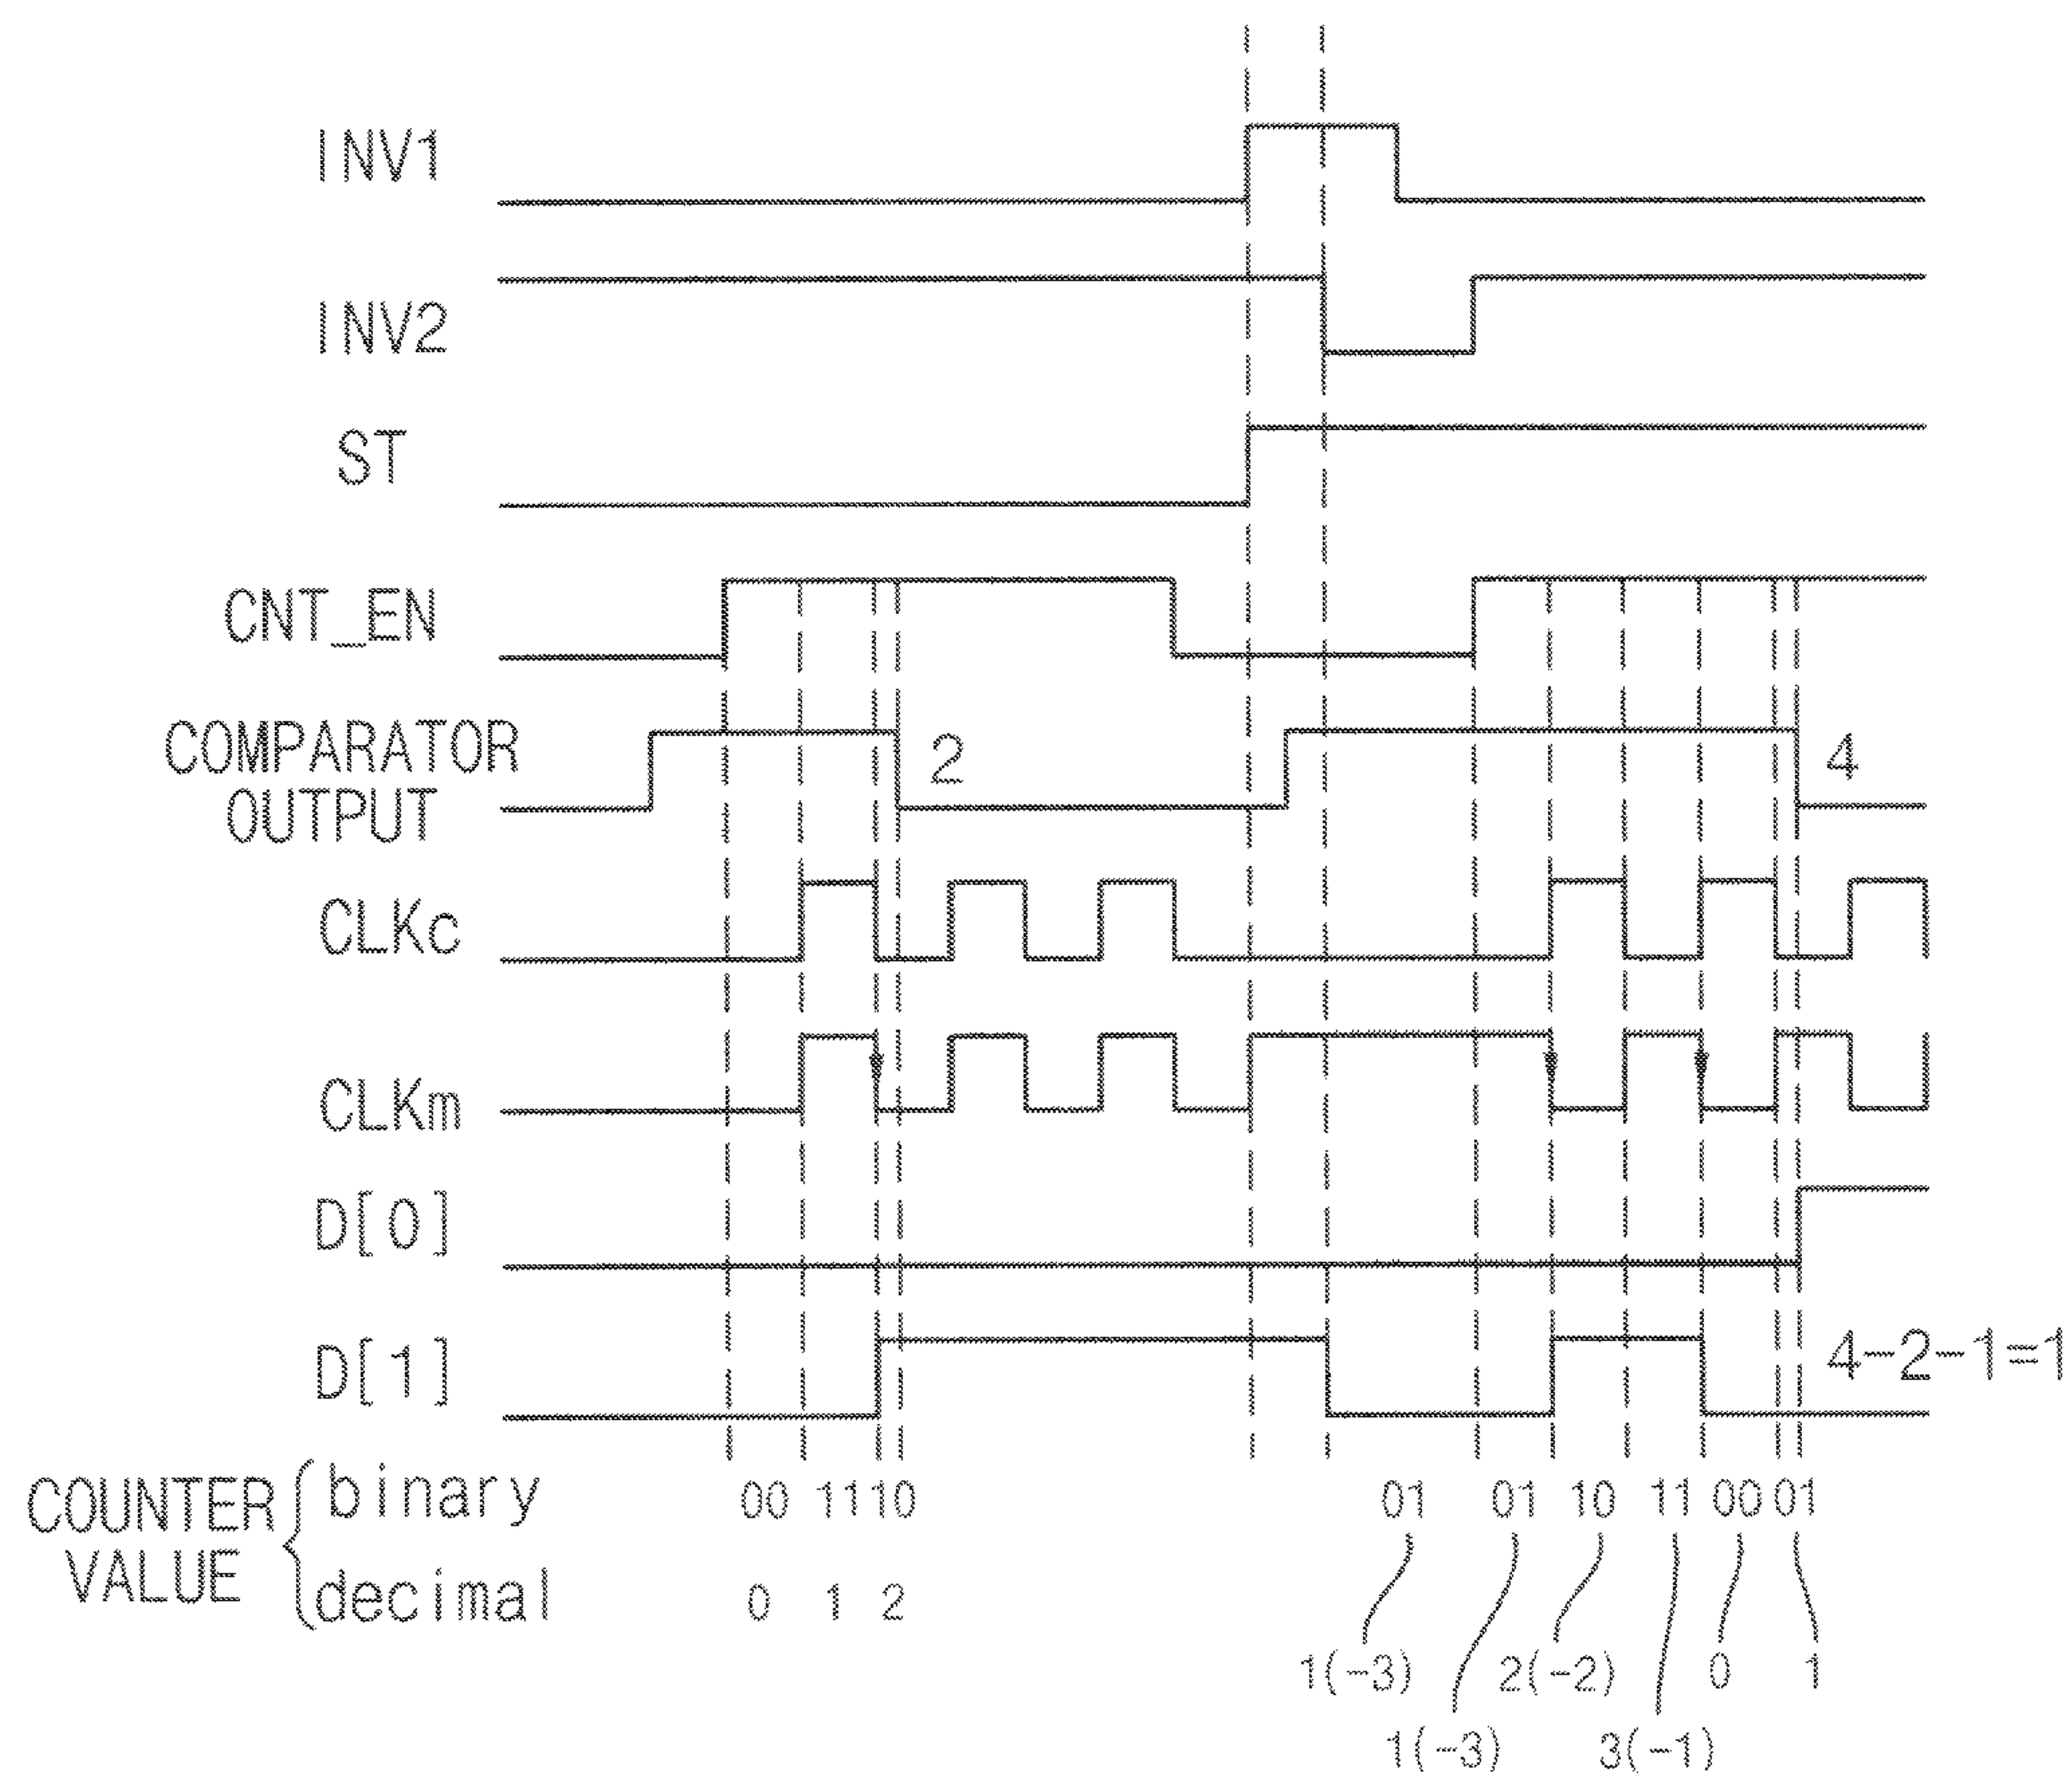 INV1
INV2
ST
CNT_EN
COMPARATOR
OUTPUT
2
4
CLKc
CLKm
D[0]
D[1]
4-2-1=1
COUNTER
VALUE
binary
00 11 10 01 01 10 11 00 01
decimal
0 1 2
1(-3) 2(-2) 0 1
1(-3) 3(-1)